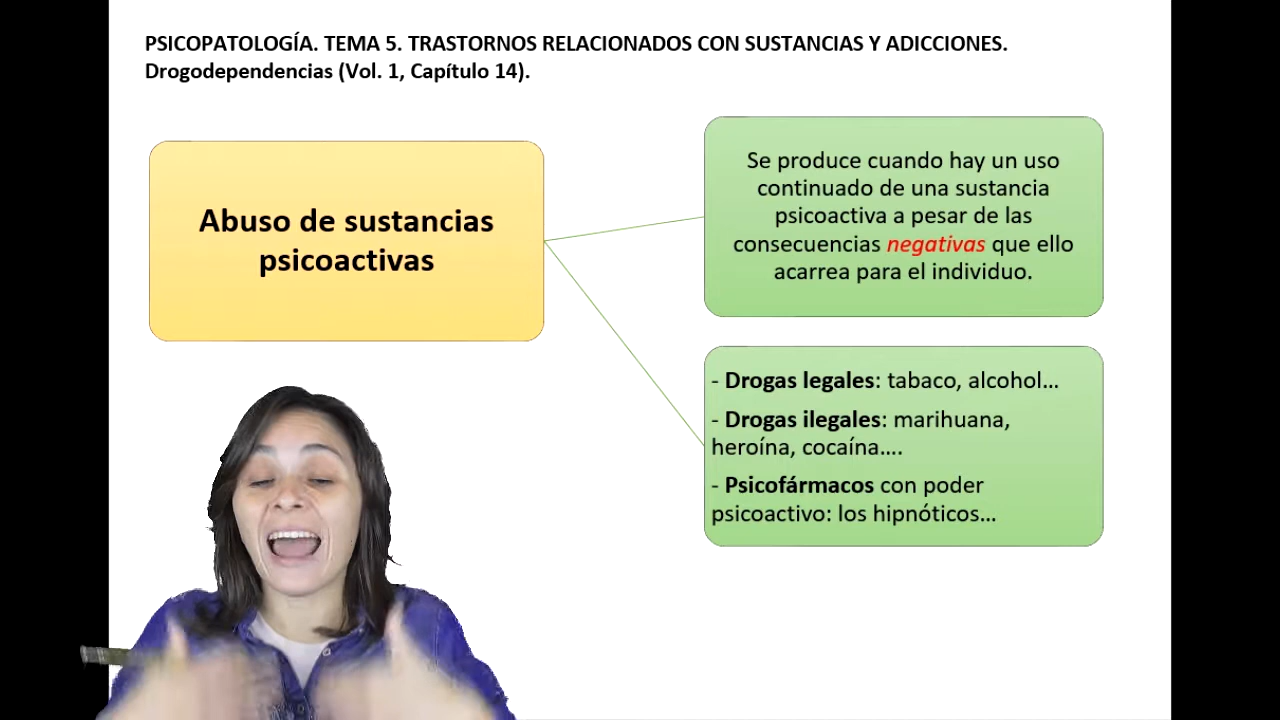 PSICOPATOLOGÍA. TEMA 5. TRASTORNOS RELACIONADOS CON SUSTANCIAS Y ADICCIONES.
Drogodependencias (Vol. 1, Capítulo 14).
Abuso de sustancias
psicoactivas
Se produce cuando hay un uso
continuado de una sustancia
psicoactiva a pesar de las
consecuencias negativas que ello
acarrea para el individuo.
- Drogas legales: tabaco, alcohol...
- Drogas ilegales: marihuana,
heroína, cocaína....
- Psicofármacos con poder
psicoactivo: los hipnóticos...